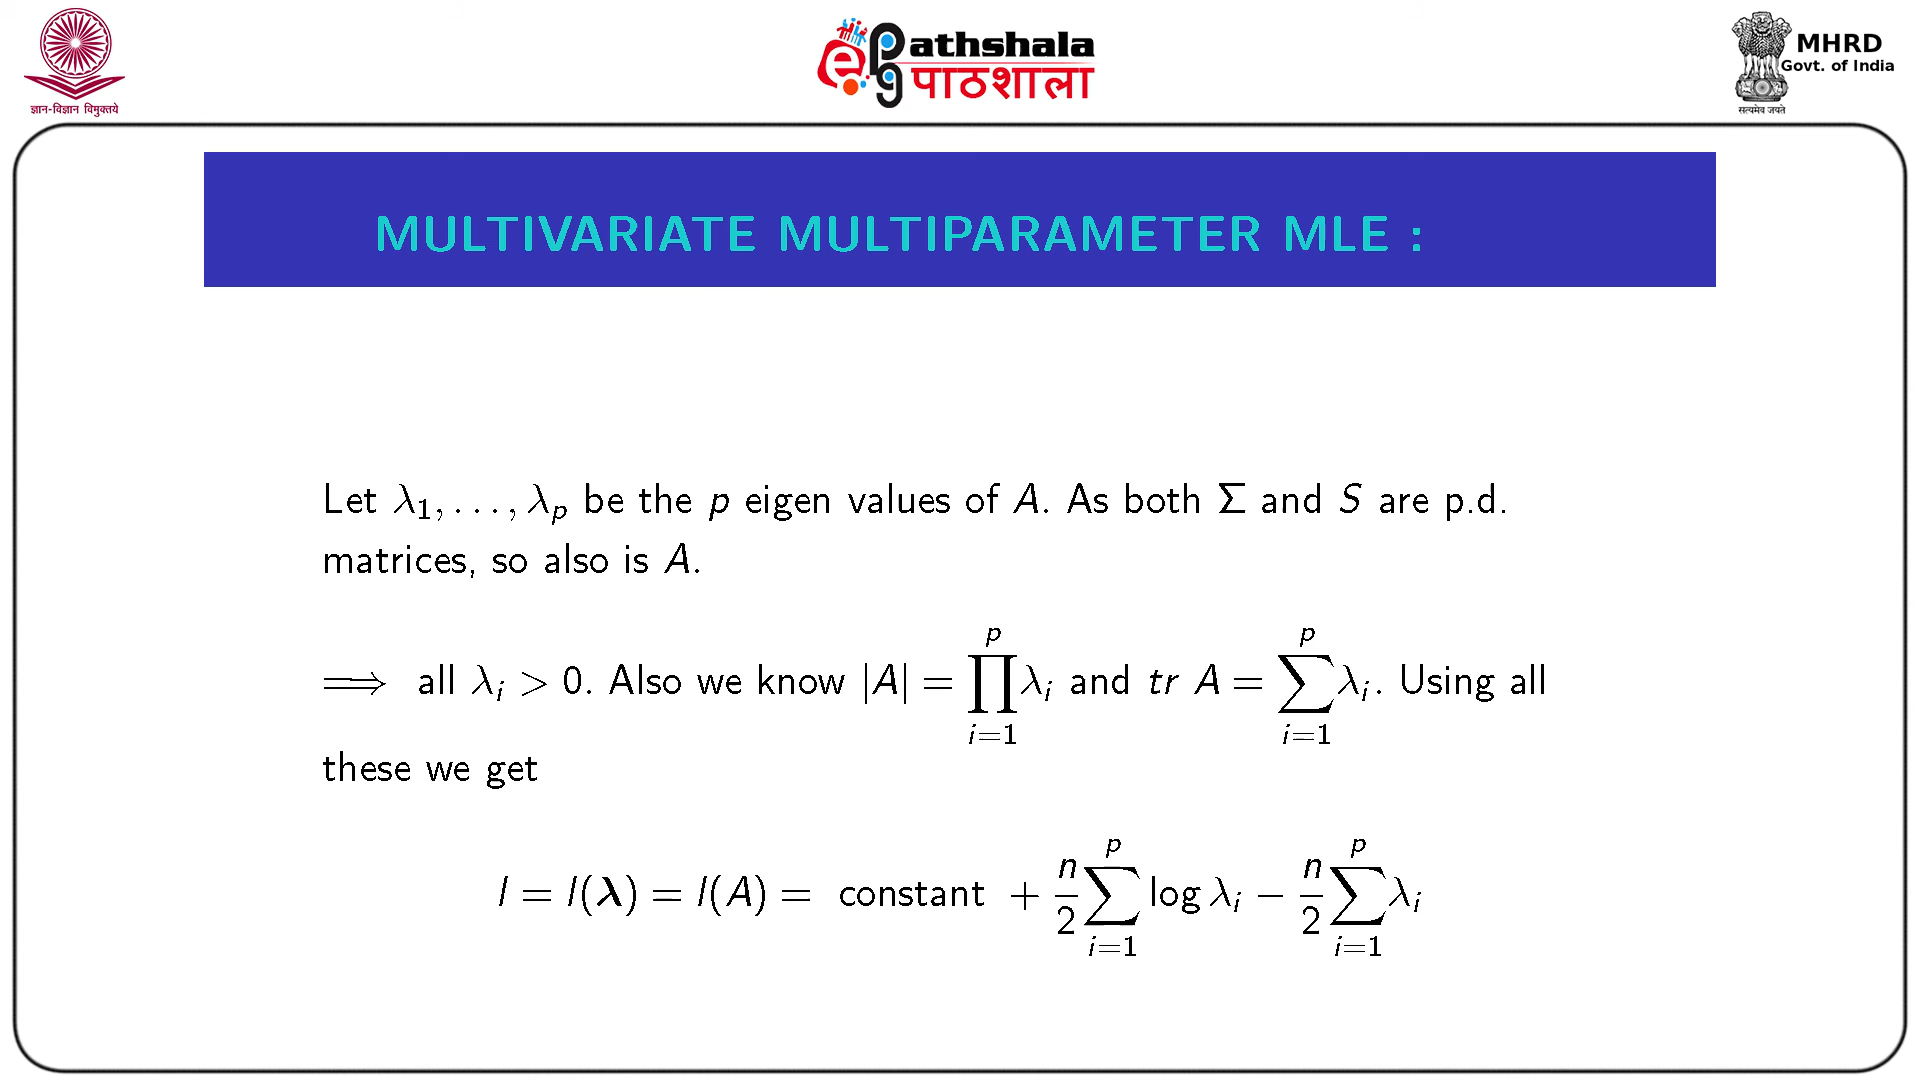 ज्ञान-विज्ञान विमुक्तये
Pathshala
पाठशाला
MHRD
Govt. of India
सत्यमेव जयते
MULTIVARIATE MULTIPARAMETER MLE :
Let λ₁, . . . , λₚ be the p eigen values of A. As both Σ and S are p.d.
matrices, so also is A.
⟹ all λᵢ > 0. Also we know |A| = ∏_{i=1}^{p} λᵢ and tr A = ∑_{i=1}^{p} λᵢ. Using all
these we get
l = l(λ) = l(A) = constant + n/2 ∑_{i=1}^{p} log λᵢ − n/2 ∑_{i=1}^{p} λᵢ